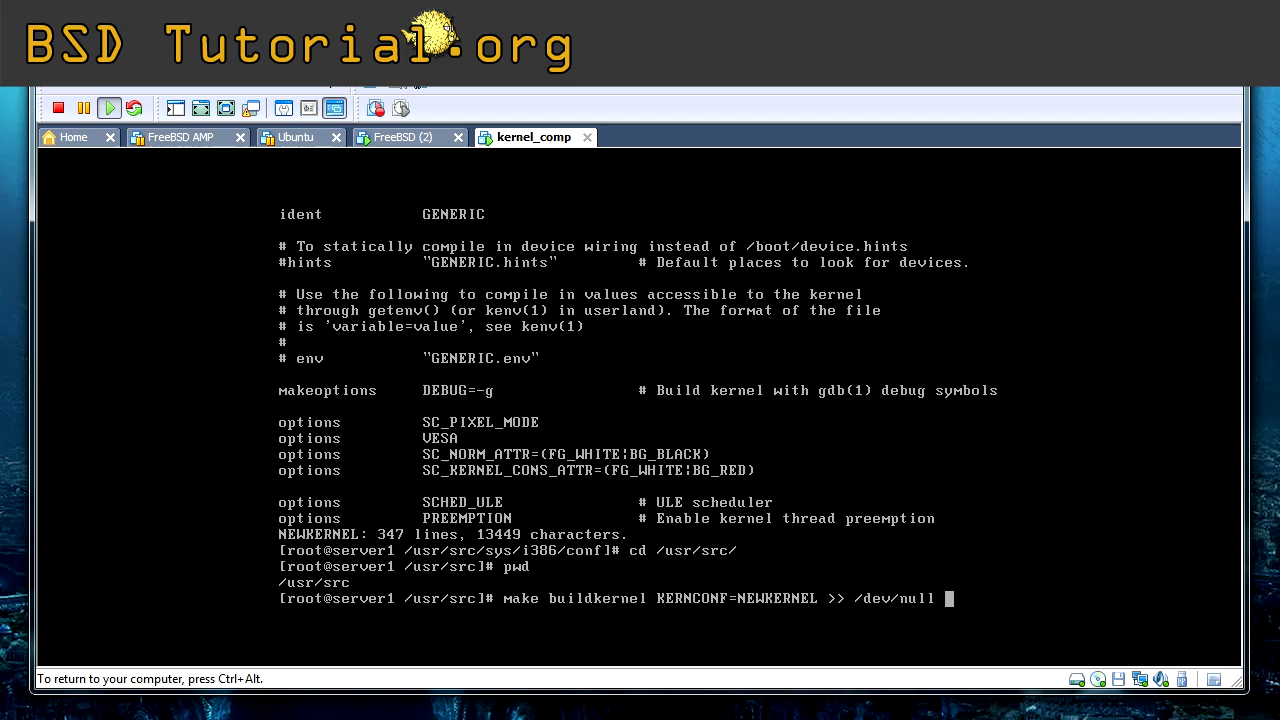 BSD Tutorial.org
Home
FreeBSD AMP
Ubuntu
FreeBSD (2)
kernel_comp
ident GENERIC
# To statically compile in device wiring instead of /boot/device.hints
#hints "GENERIC.hints" # Default places to look for devices.
# Use the following to compile in values accessible to the kernel
# through getenv() (or kenv(1) in userland). The format of the file
# is 'variable=value', see kenv(1)
#
# env "GENERIC.env"
makeoptions DEBUG=-g # Build kernel with gdb(1) debug symbols
options SC_PIXEL_MODE
options VESA
options SC_NORM_ATTR=(FG_WHITE|BG_BLACK)
options SC_KERNEL_CONS_ATTR=(FG_WHITE|BG_RED)
options SCHED_ULE # ULE scheduler
options PREEMPTION # Enable kernel thread preemption
NEWKERNEL: 347 lines, 13449 characters.
[root@server1 /usr/src/sys/i386/conf]# cd /usr/src/
[root@server1 /usr/src]# pwd
/usr/src
[root@server1 /usr/src]# make buildkernel KERNCONF=NEWKERNEL >> /dev/null
To return to your computer, press Ctrl+Alt.